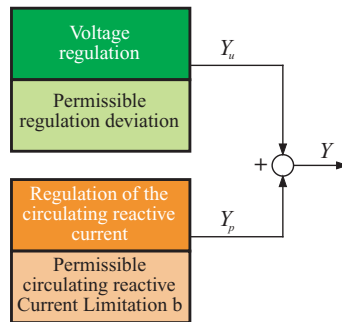 Voltage
regulation
Permissible
regulation deviation
Y_u
+
Y
Regulation of the
circulating reactive
current
Y_p
Permissible
circulating reactive
Current Limitation b